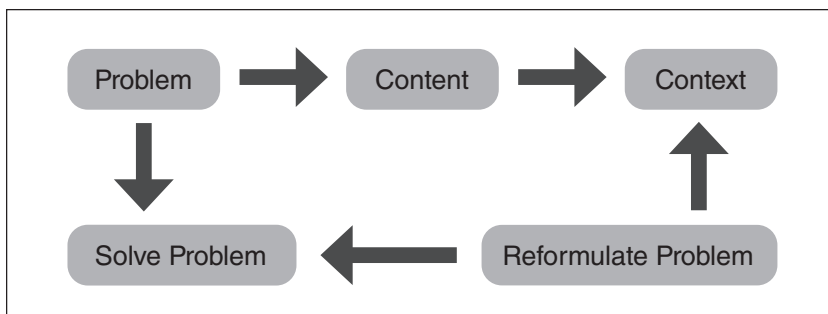 Problem
Content
Context
Solve Problem
Reformulate Problem